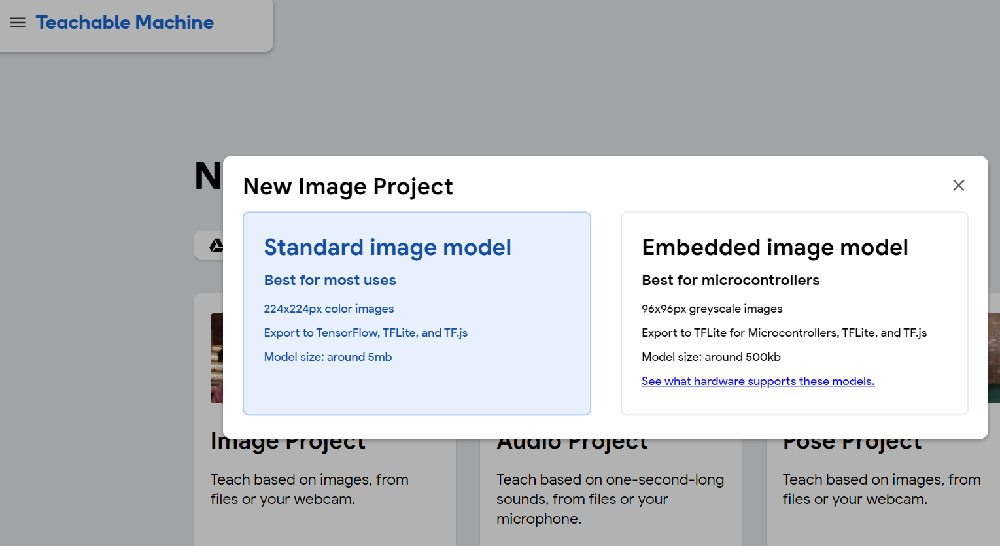 Teachable Machine
N
New Image Project
Standard image model
Best for most uses
224x224px color images
Export to TensorFlow, TFLite, and TF.js
Model size: around 5mb
Embedded image model
Best for microcontrollers
96x96px greyscale images
Export to TFLite for Microcontrollers, TFLite, and TF.js
Model size: around 500kb
See what hardware supports these models.
Image Project
Teach based on images, from
files or your webcam.
Audio Project
Teach based on one-second-long
sounds, from files or your
microphone.
Pose Project
Teach based on images, from
files or your webcam.